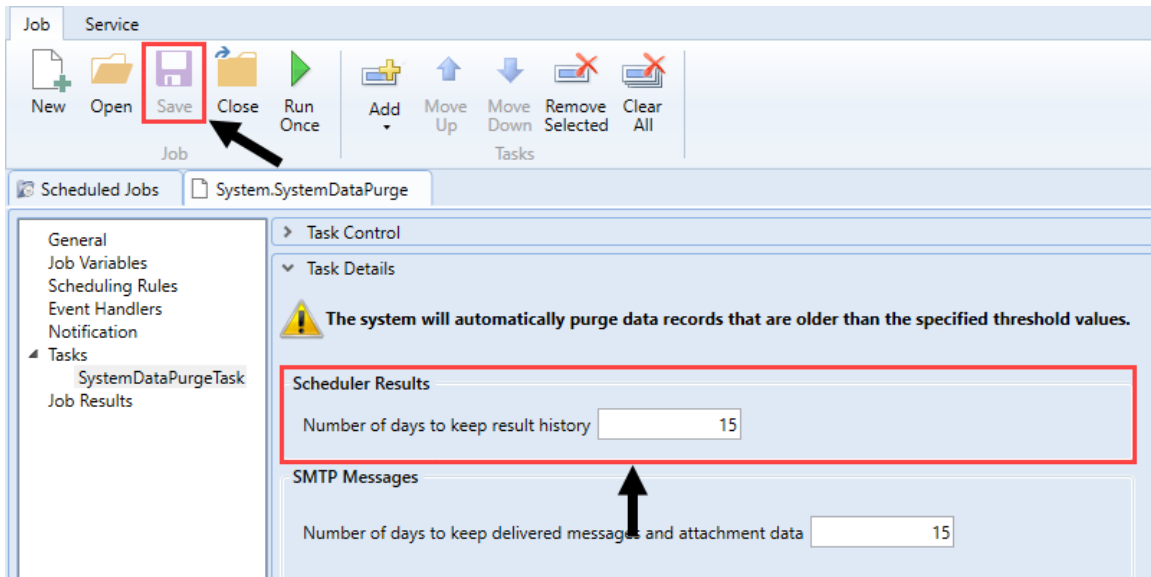 Job Service
New Open Save Close Run Once Add Move Up Move Down Remove Selected Clear All
Job Tasks
Scheduled Jobs System.SystemDataPurge
General
Job Variables
Scheduling Rules
Event Handlers
Notification
Tasks
SystemDataPurgeTask
Job Results
Task Control
Task Details
The system will automatically purge data records that are older than the specified threshold values.
Scheduler Results
Number of days to keep result history 15
SMTP Messages
Number of days to keep delivered messages and attachment data 15